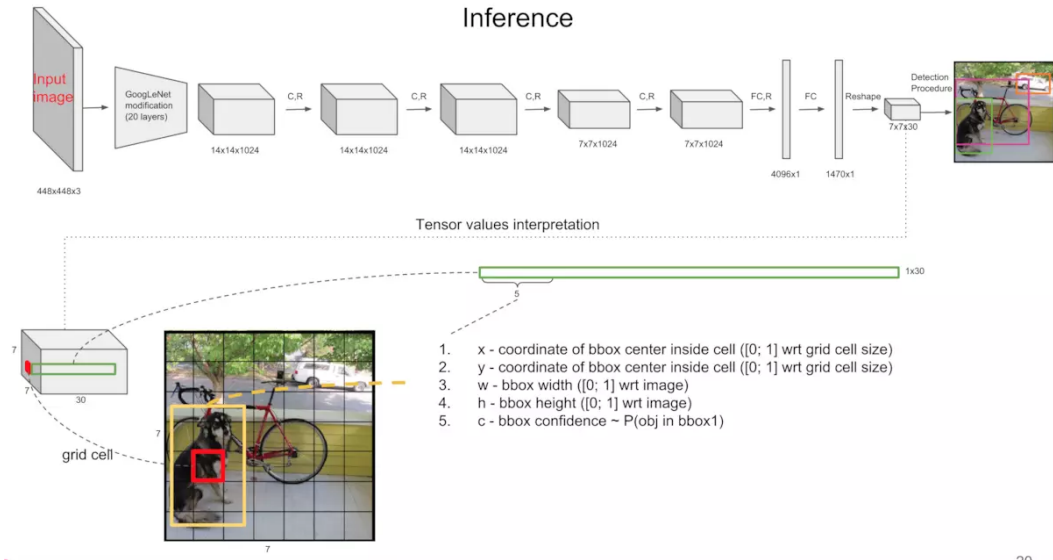 Inference
Input
image
448x448x3
GoogLeNet
modification
(20 layers)
14x14x1024
C,R
14x14x1024
C,R
14x14x1024
C,R
7x7x1024
C,R
7x7x1024
FC,R
4096x1
FC
1470x1
Reshape
7x7x30
Detection
Procedure
Tensor values interpretation
1x30
5
7
7
30
grid cell
7
7
1. x - coordinate of bbox center inside cell ([0; 1] wrt grid cell size)
2. y - coordinate of bbox center inside cell ([0; 1] wrt grid cell size)
3. w - bbox width ([0; 1] wrt image)
4. h - bbox height ([0; 1] wrt image)
5. c - bbox confidence ~ P(obj in bbox1)